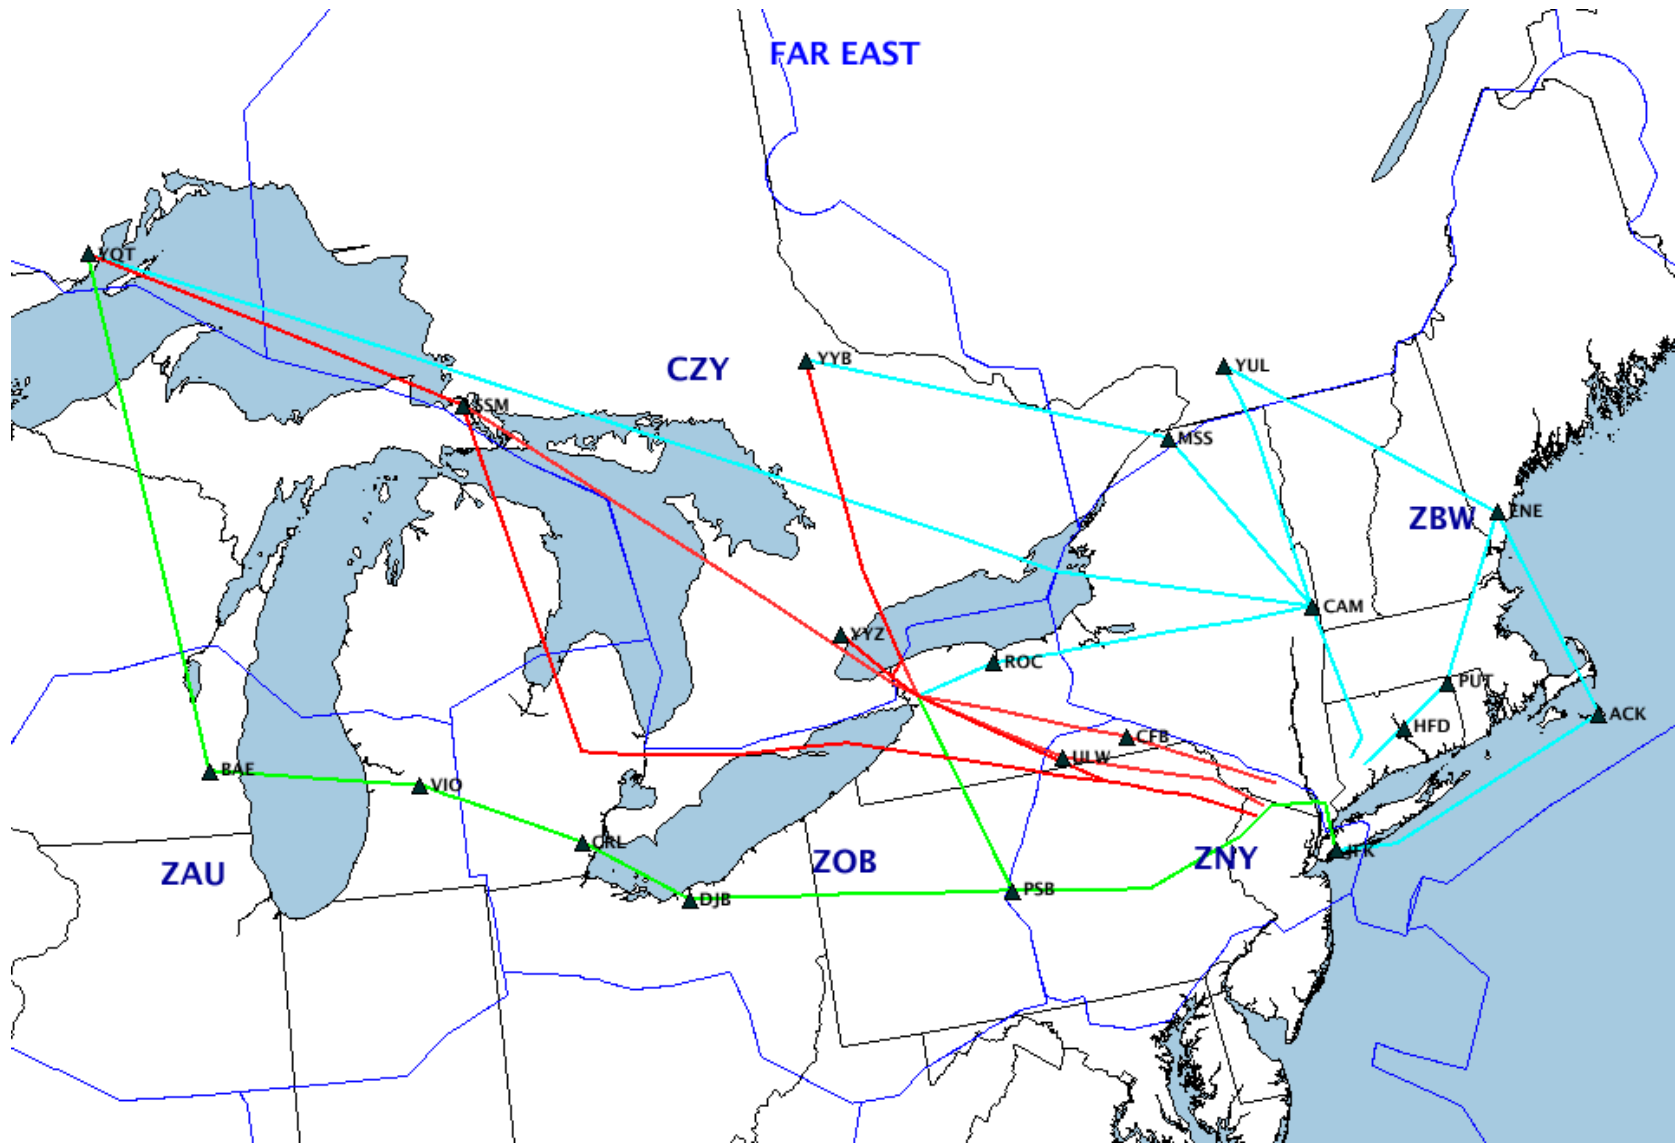 FAR EAST
YQT
CZY
YYB
YUL
SSM
MSS
ZBW
ENE
CAM
YYZ
ROC
PUT
ACK
HFD
CFB
ULW
BAE
VIO
CRL
JFK
ZAU
ZOB
ZNY
PSB
DJB